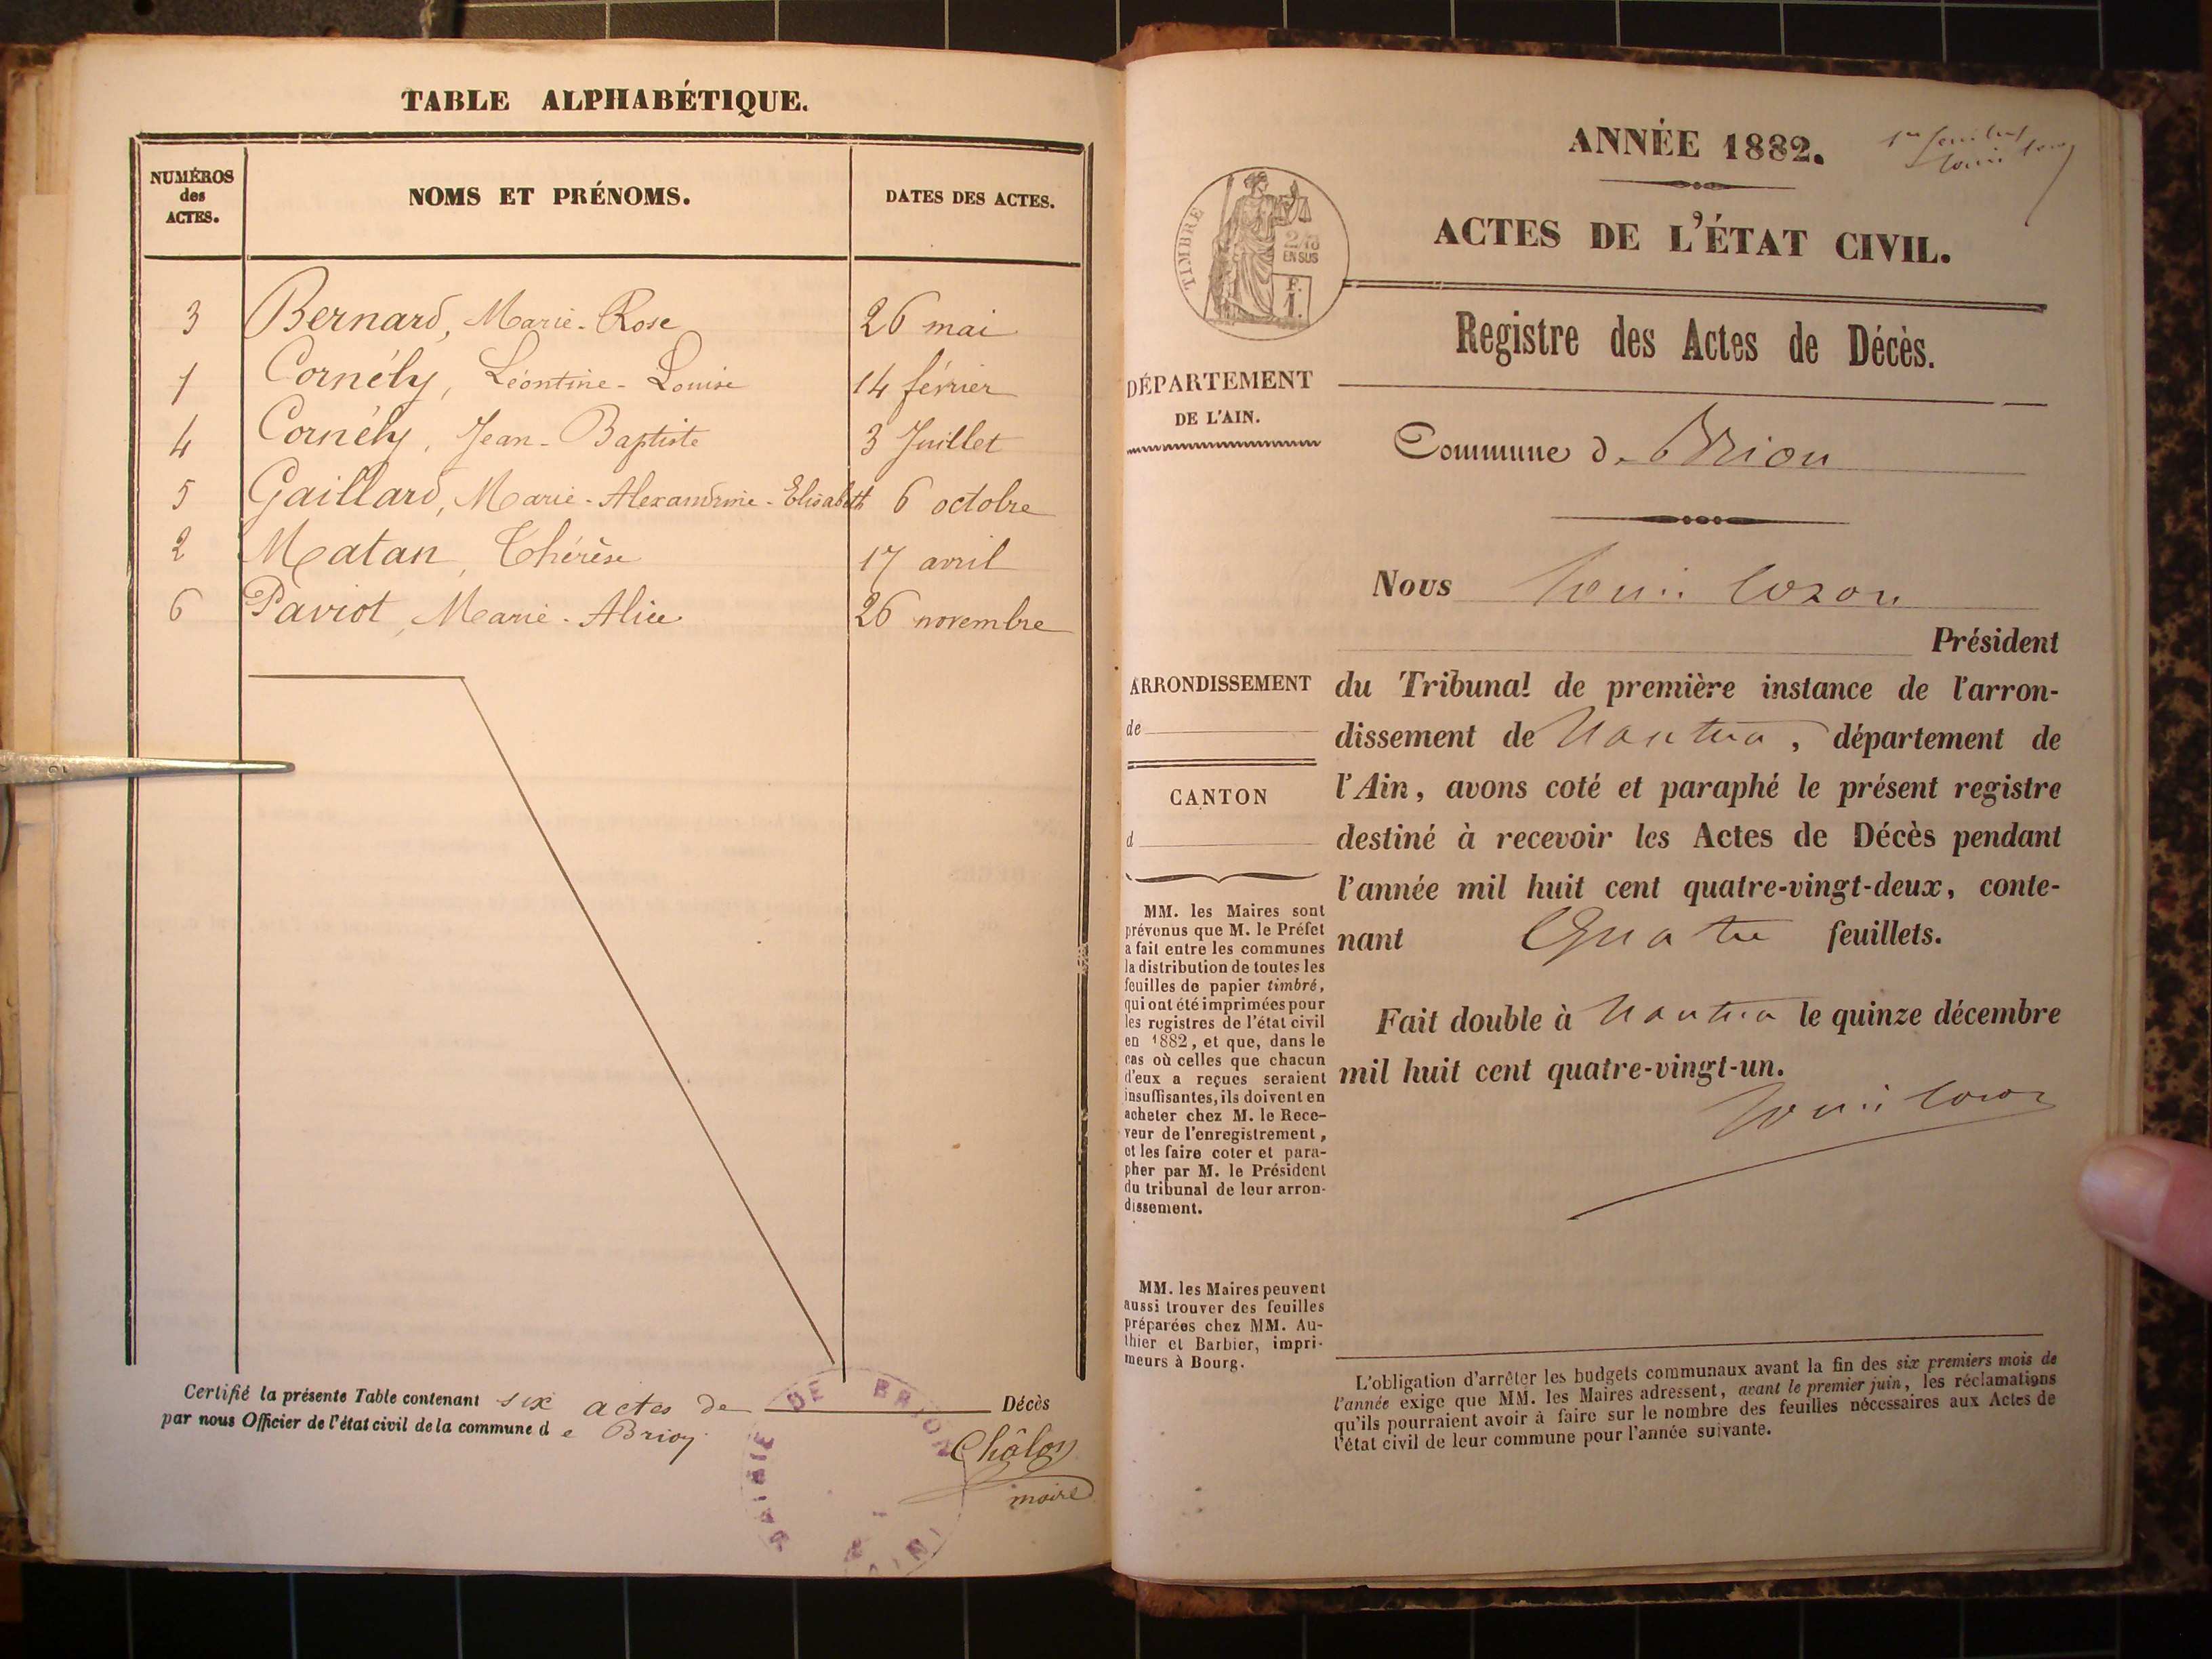 TABLE ALPHABÉTIQUE.
NUMÉROS
des
ACTES.
NOMS ET PRÉNOMS.
DATES DES ACTES.
3 Bernard, Marie-Rose 26 mai
1 Cornély, Léontine-Louise 14 février
4 Cornély, Jean-Baptiste 3 Juillet
5 Gaillard, Marie-Alexandrine-Elisabeth 6 octobre
2 Matan, Thérèse 17 avril
6 Paviot, Marie-Alice 26 novembre
Certifié la présente Table contenant six actes de Décès
par nous Officier de l'état civil de la commune de Brion
MAIRIE DE BRION
(AIN)
Châlon
maire
ANNÉE 1882.
ACTES DE L'ÉTAT CIVIL.
TIMBRE
2/10
EN SUS
F.
1.
Registre des Actes de Décès.
DÉPARTEMENT
DE L'AIN.
Commune de Brion
Nous
Président
ARRONDISSEMENT
de
CANTON
d
du Tribunal de première instance de l'arron-
dissement de Nantua, département de
l'Ain, avons coté et paraphé le présent registre
destiné à recevoir les Actes de Décès pendant
l'année mil huit cent quatre-vingt-deux, conte-
nant Quatre feuillets.
Fait double à Nantua le quinze décembre
mil huit cent quatre-vingt-un.
MM. les Maires sont
prévenus que M. le Préfet
a fait entre les communes
la distribution de toutes les
feuilles de papier timbré,
qui ont été imprimées pour
les registres de l'état civil
en 1882, et que, dans le
cas où celles que chacun
d'eux a reçues seraient
insuffisantes, ils doivent en
acheter chez M. le Rece-
veur de l'enregistrement,
et les faire coter et para-
pher par M. le Président
du tribunal de leur arron-
dissement.
MM. les Maires peuvent
aussi trouver des feuilles
préparées chez MM. Au-
thier et Barbier, impri-
meurs à Bourg.
L'obligation d'arrêter les budgets communaux avant la fin des six premiers mois de
l'année exige que MM. les Maires adressent, avant le premier juin, les réclamations
qu'ils pourraient avoir à faire sur le nombre des feuilles nécessaires aux Actes de
l'état civil de leur commune pour l'année suivante.